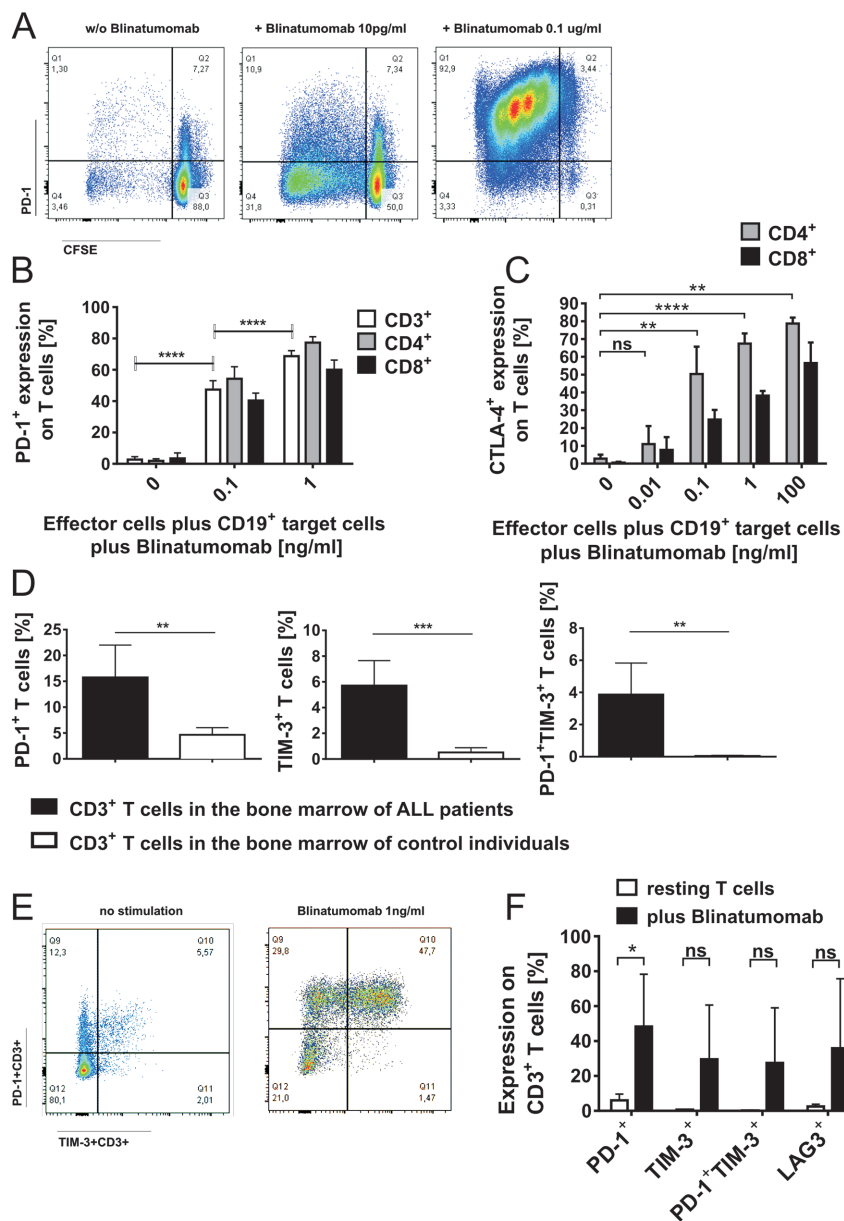 A
w/o Blinatumomab
+ Blinatumomab 10pg/ml
+ Blinatumomab 0.1 ug/ml
Q1
1,30
Q2
7,27
Q4
3,46
Q3
88,0
Q1
10,9
Q2
7,34
Q4
31,8
Q3
50,0
Q1
92,9
Q2
3,44
Q4
3,33
Q3
0,31
PD-1
CFSE
CD4+
CD8+
B
PD-1+ expression
on T cells [%]
100
80
60
40
20
0
****
****
CD3+
CD4+
CD8+
0
0.1
1
Effector cells plus CD19+ target cells
plus Blinatumomab [ng/ml]
C
CTLA-4+ expression
on T cells [%]
90
80
70
60
50
40
30
20
10
0
**
****
**
ns
0
0.01
0.1
1
100
Effector cells plus CD19+ target cells
plus Blinatumomab [ng/ml]
D
PD-1+ T cells [%]
25
20
15
10
5
0
**
TIM-3+ T cells [%]
10
8
6
4
2
0
***
PD-1+TIM-3+ T cells [%]
8
6
4
2
0
**
CD3+ T cells in the bone marrow of ALL patients
CD3+ T cells in the bone marrow of control individuals
E
no stimulation
Blinatumomab 1ng/ml
Q9
12,3
Q10
5,57
Q12
80,1
Q11
2,01
Q9
29,8
Q10
47,7
Q12
21,0
Q11
1,47
PD-1+CD3+
TIM-3+CD3+
F
resting T cells
plus Blinatumomab
Expression on
CD3+ T cells [%]
100
80
60
40
20
0
*
ns
ns
ns
PD-1+
TIM-3+
PD-1+TIM-3+
LAG3+